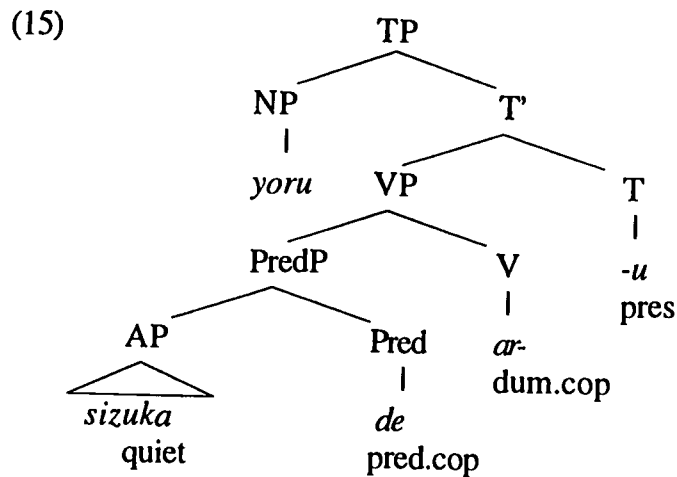 (15)
TP
NP T'
yoru VP T
PredP V -u
pres
AP Pred ar-
dum.cop
sizuka de
quiet pred.cop